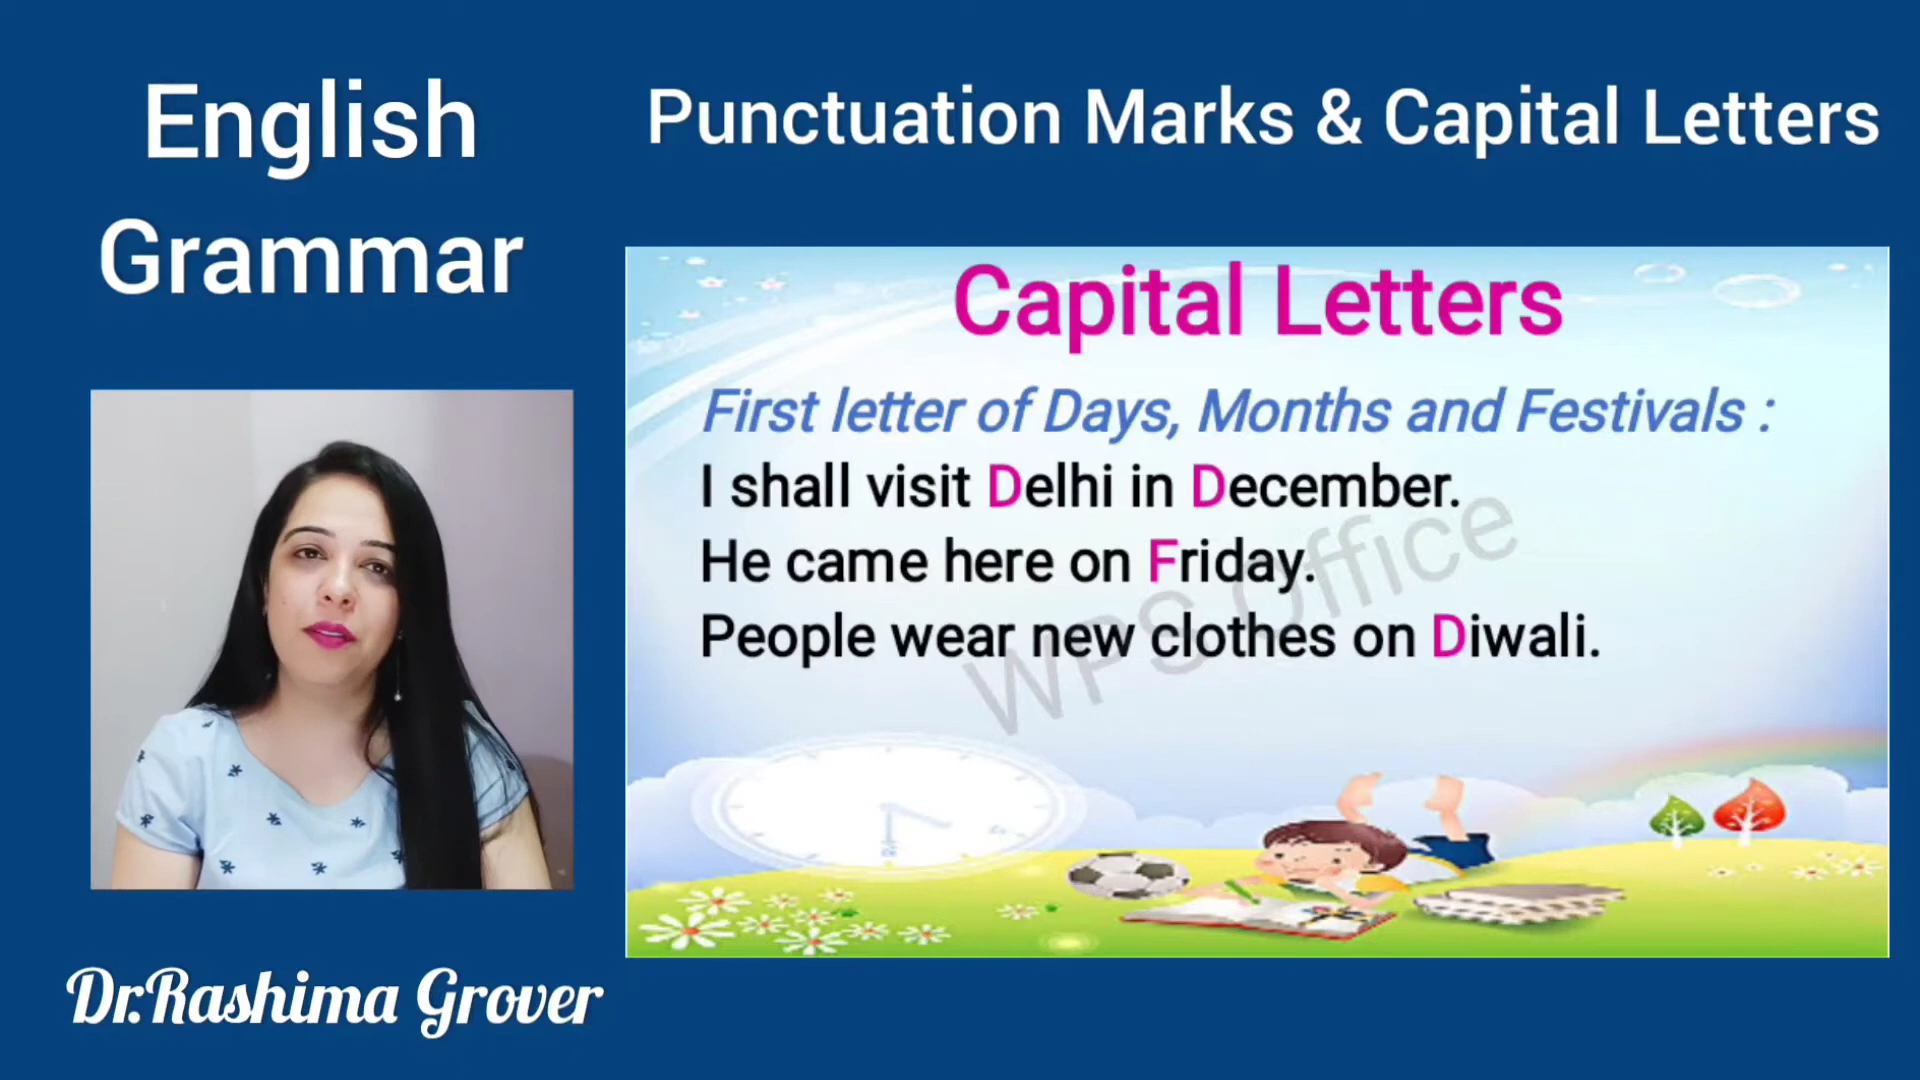 English
Grammar
Punctuation Marks & Capital Letters
Capital Letters
First letter of Days, Months and Festivals :
I shall visit Delhi in December.
He came here on Friday.
People wear new clothes on Diwali.
WPS Office
Dr.Rashima Grover